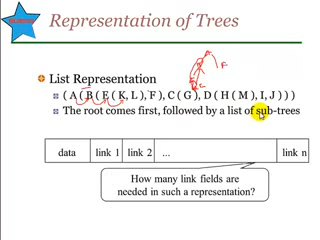 Representation of Trees
List Representation
( A ( B ( E ( K, L ), F ), C ( G ), D ( H ( M ), I, J ) ) )
The root comes first, followed by a list of sub-trees
data link 1 link 2 ... link n
How many link fields are
needed in such a representation?